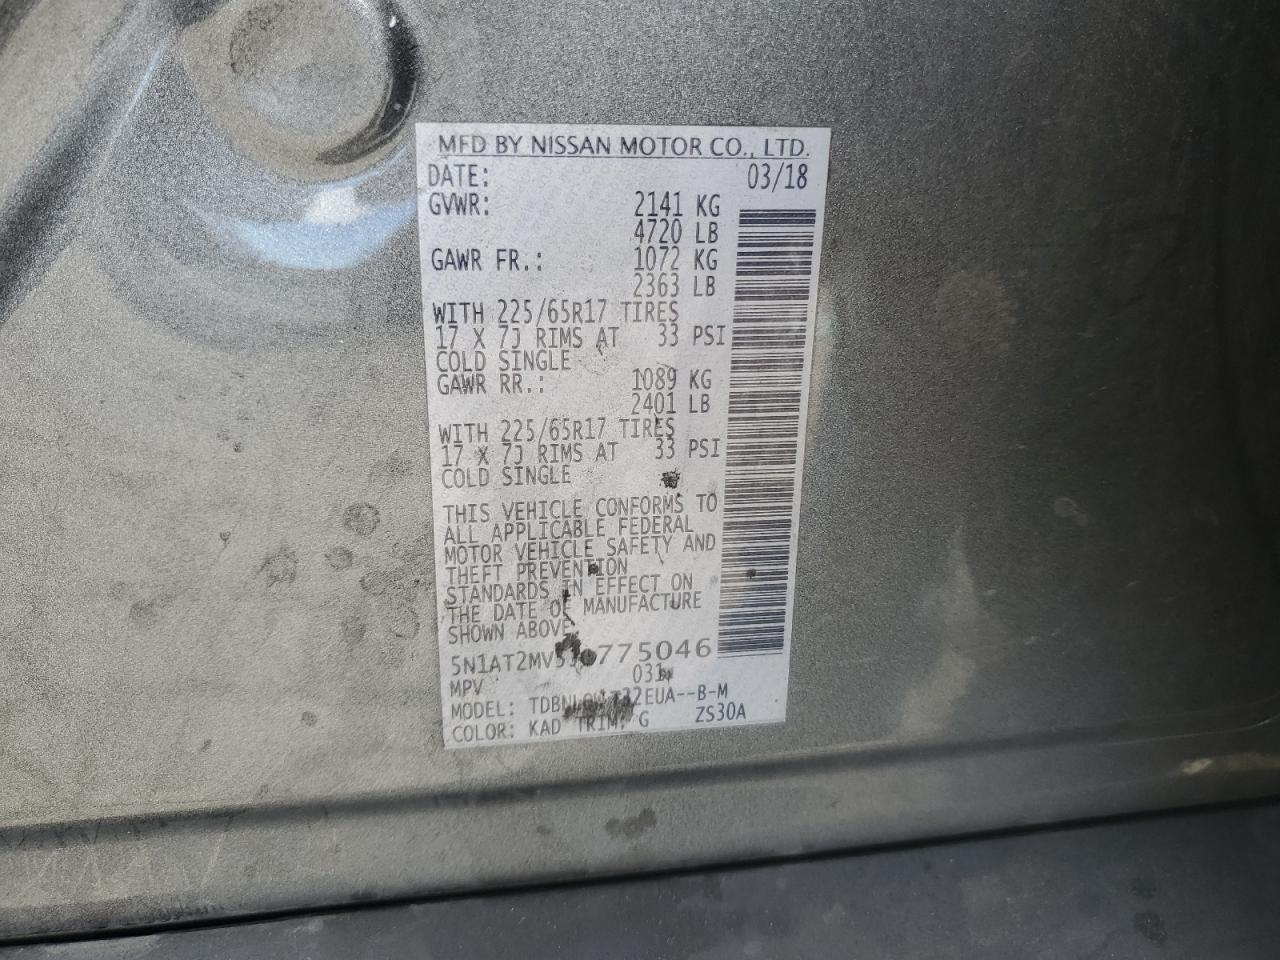 MFD BY NISSAN MOTOR CO., LTD.
DATE: 03/18
GVWR: 2141 KG
4720 LB
GAWR FR.: 1072 KG
2363 LB
WITH 225/65R17 TIRES
17 X 7J RIMS AT 33 PSI
COLD SINGLE
GAWR RR.: 1089 KG
2401 LB
WITH 225/65R17 TIRES
17 X 7J RIMS AT 33 PSI
COLD SINGLE
THIS VEHICLE CONFORMS TO
ALL APPLICABLE FEDERAL
MOTOR VEHICLE SAFETY AND
THEFT PREVENTION
STANDARDS IN EFFECT ON
THE DATE OF MANUFACTURE
SHOWN ABOVE.
MPV
MODEL:
COLOR: KAD TRIM: G ZS30A